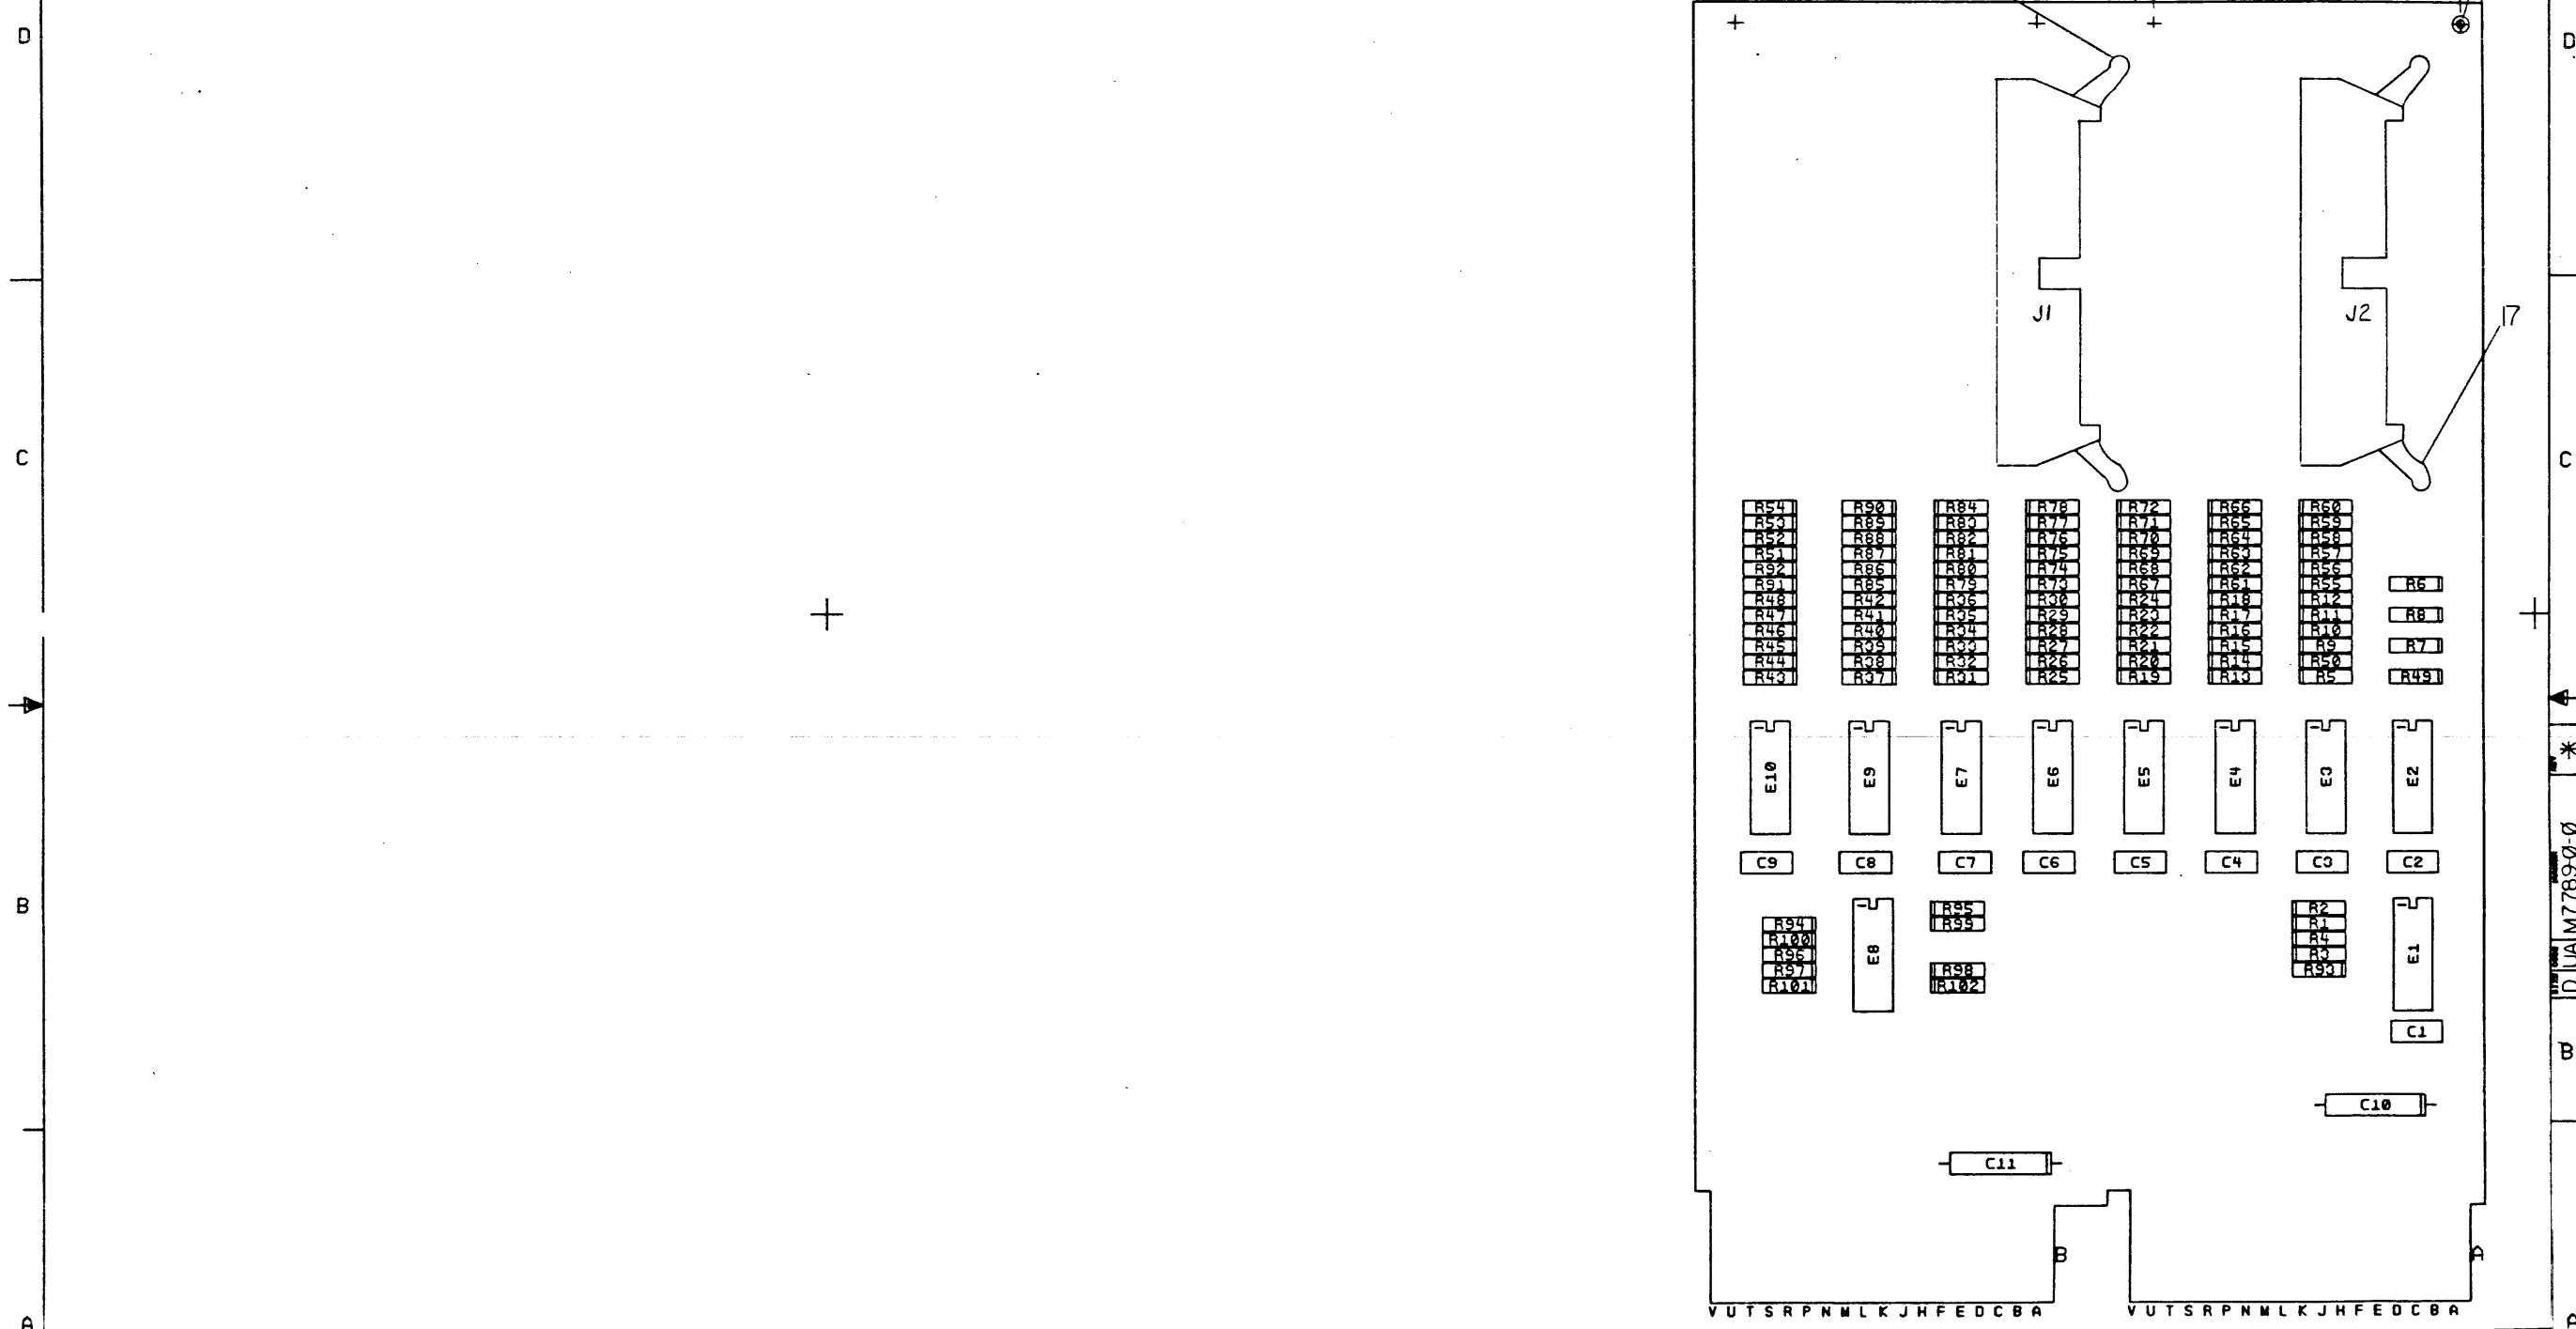 D
D
J1
J2
17
C
C
R54 R90 R84 R78 R72 R66 R60
R53 R89 R83 R77 R71 R65 R59
R52 R88 R82 R76 R70 R64 R58
R51 R87 R81 R75 R69 R63 R57
R92 R86 R80 R74 R68 R62 R56
R91 R85 R79 R73 R67 R61 R55 R6
R48 R42 R36 R30 R24 R18 R12
R47 R41 R35 R29 R23 R17 R11 R8
R46 R40 R34 R28 R22 R16 R10
R45 R39 R33 R27 R21 R15 R9 R7
R44 R38 R32 R26 R20 R14 R50
R43 R37 R31 R25 R19 R13 R5 R49
E10 E9 E7 E6 E5 E4 E3 E2
*
C9 C8 C7 C6 C5 C4 C3 C2
D UA M7789-0-0
B
R95 R2
R94 R99 R1
R100 R4
R96 E8 R3 E1
R97 R98 R93
R101 R102
C1
B
C10
C11
B
A
V U T S R P N M L K J H F E D C B A
V U T S R P N M L K J H F E D C B A
A